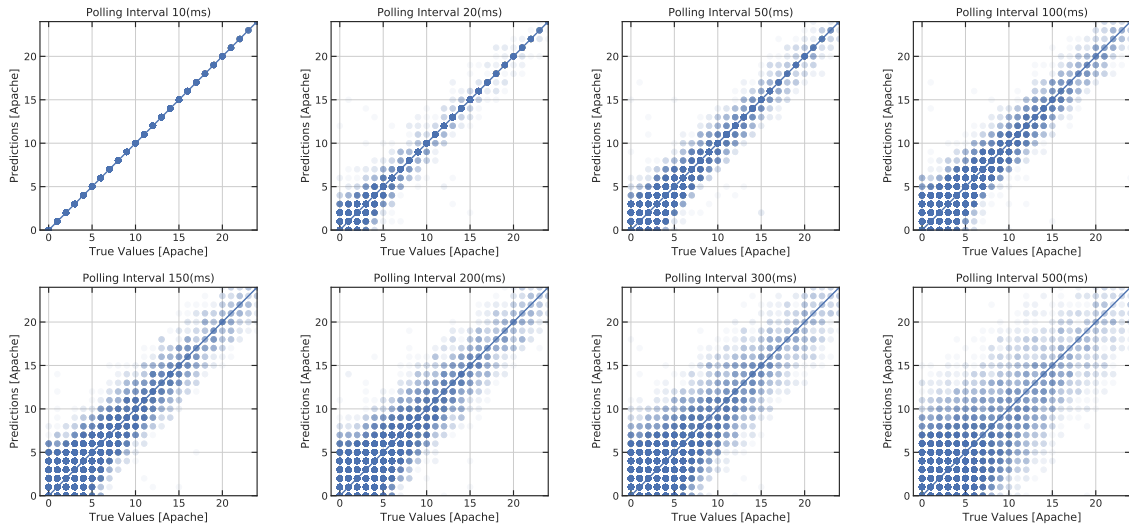 Polling Interval 10(ms)
Predictions [Apache]
20
15
10
5
0
0 5 10 15 20
True Values [Apache]
Polling Interval 20(ms)
Predictions [Apache]
20
15
10
5
0
0 5 10 15 20
True Values [Apache]
Polling Interval 50(ms)
Predictions [Apache]
20
15
10
5
0
0 5 10 15 20
True Values [Apache]
Polling Interval 100(ms)
Predictions [Apache]
20
15
10
5
0
0 5 10 15 20
True Values [Apache]
Polling Interval 150(ms)
Predictions [Apache]
20
15
10
5
0
0 5 10 15 20
True Values [Apache]
Polling Interval 200(ms)
Predictions [Apache]
20
15
10
5
0
0 5 10 15 20
True Values [Apache]
Polling Interval 300(ms)
Predictions [Apache]
20
15
10
5
0
0 5 10 15 20
True Values [Apache]
Polling Interval 500(ms)
Predictions [Apache]
20
15
10
5
0
0 5 10 15 20
True Values [Apache]